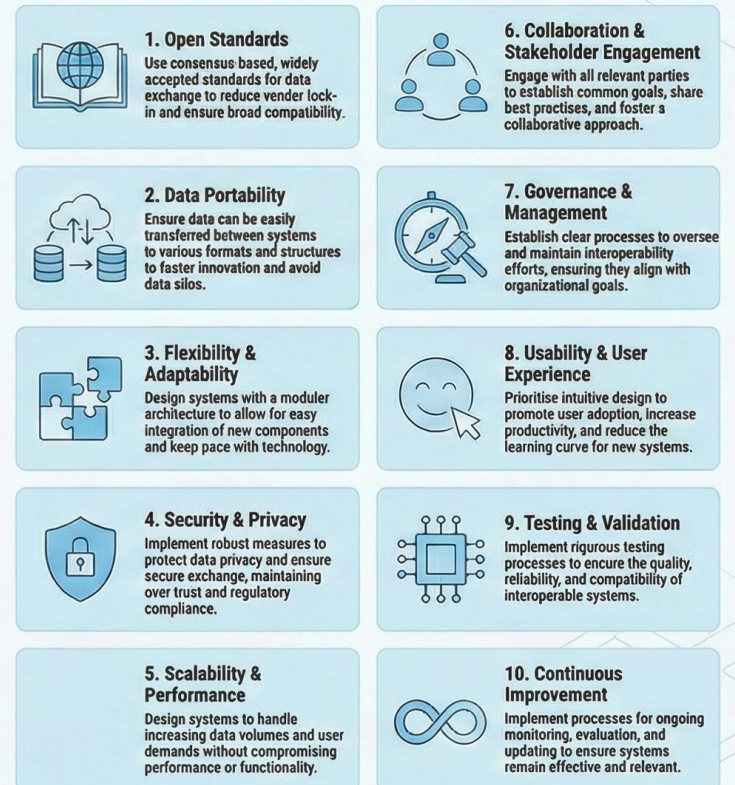 1. Open Standards
Use consensus based, widely
accepted standards for data
exchange to reduce vender lock-
in and ensure broad compatibility.
2. Data Portability
Ensure data can be easily
transferred between systems
to various formats and structures
to faster innovation and avoid
data silos.
3. Flexibility &
Adaptability
Design systems with a moduler
architecture to allow for easy
integration of new components
and keep pace with technology.
4. Security & Privacy
Implement robust measures to
protect data privacy and ensure
secure exchange, maintaining
over trust and regulatory
compliance.
5. Scalability &
Performance
Design systems to handle
increasing data volumes and user
demands without compromising
performance or functionality.
6. Collaboration &
Stakeholder Engagement
Engage with all relevant parties
to establish common goals, share
best practises, and foster a
collaborative approach.
7. Governance &
Management
Establish clear processes to oversee
and maintain interoperability
efforts, ensuring they align with
organizational goals.
8. Usability & User
Experience
Prioritise intuitive design to
promote user adoption, increase
productivity, and reduce the
learning curve for new systems.
9. Testing & Validation
Implement rigurous testing
processes to encure the quality,
reliability, and compatibility of
interoperable systems.
10. Continuous
Improvement
Implement processes for ongoing
monitoring, evaluation, and
updating to ensure systems
remain effective and relevant.